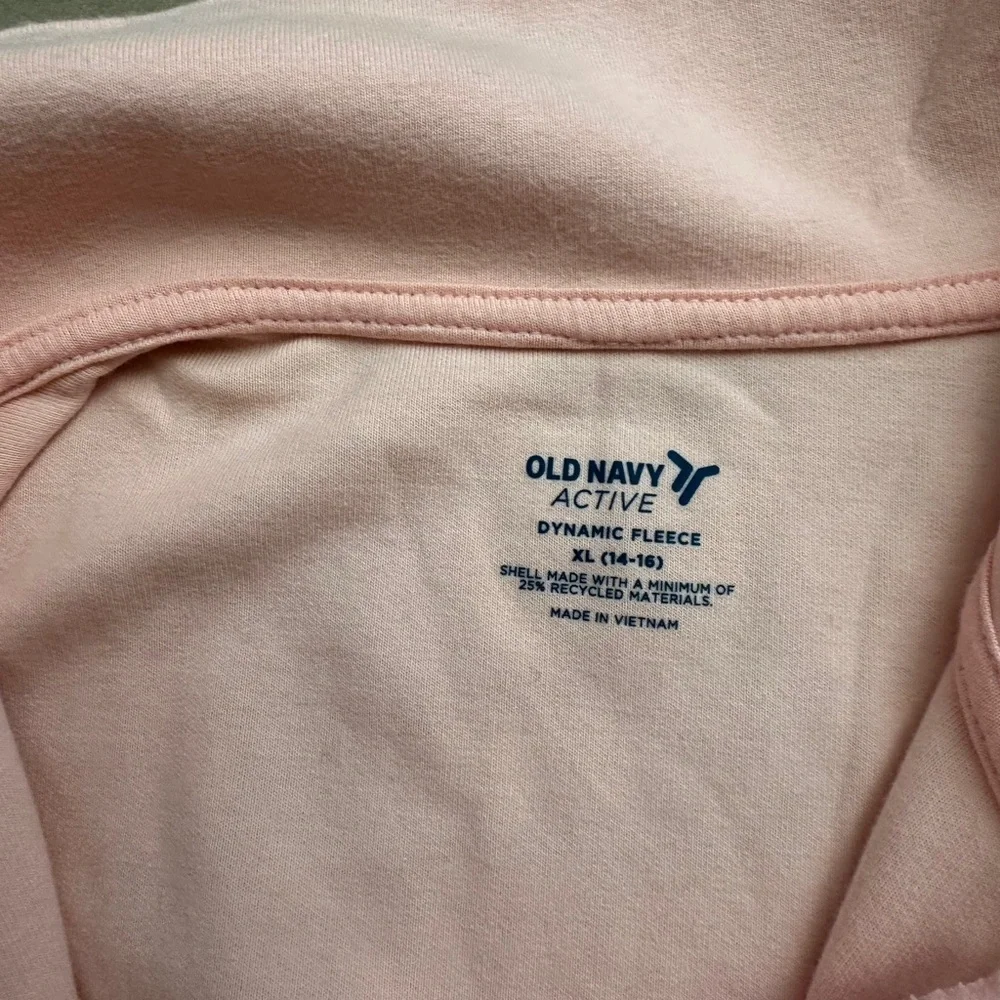 OLD NAVY
ACTIVE
DYNAMIC FLEECE
XL (14-16)
SHELL MADE WITH A MINIMUM OF
25% RECYCLED MATERIALS.
MADE IN VIETNAM